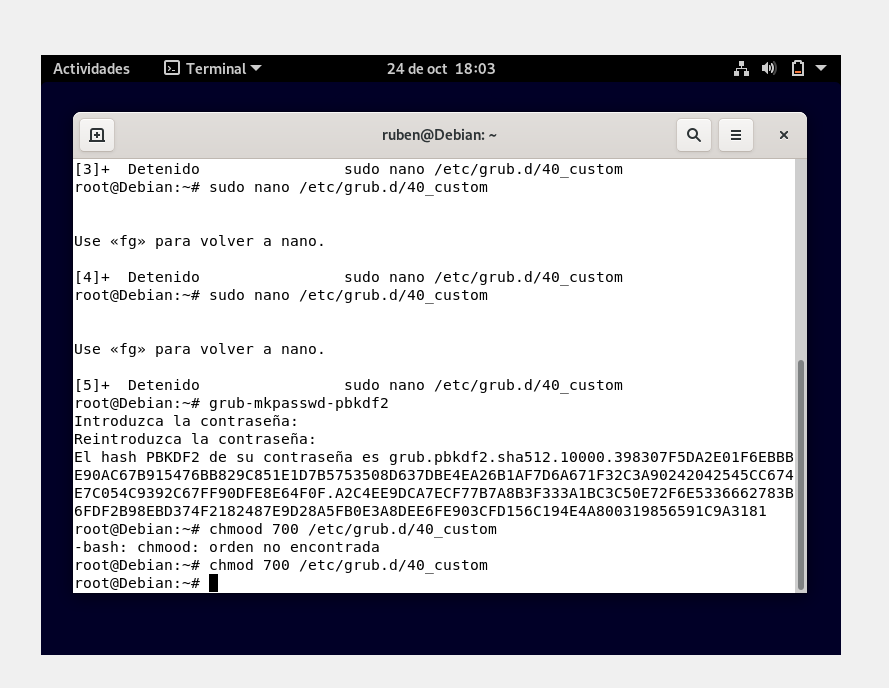 Actividades Terminal 24 de oct 18:03
ruben@Debian: ~
[3]+  Detenido                sudo nano /etc/grub.d/40_custom
root@Debian:~# sudo nano /etc/grub.d/40_custom
Use «fg» para volver a nano.
[4]+  Detenido                sudo nano /etc/grub.d/40_custom
root@Debian:~# sudo nano /etc/grub.d/40_custom
Use «fg» para volver a nano.
[5]+  Detenido                sudo nano /etc/grub.d/40_custom
root@Debian:~# grub-mkpasswd-pbkdf2
Introduzca la contraseña:
Reintroduzca la contraseña:
El hash PBKDF2 de su contraseña es grub.pbkdf2.sha512.10000.398307F5DA2E01F6EBBB
E90AC67B915476BB829C851E1D7B5753508D637DBE4EA26B1AF7D6A671F32C3A90242042545CC674
E7C054C9392C67FF90DFE8E64F0F.A2C4EE9DCA7ECF77B7A8B3F333A1BC3C50E72F6E5336662783B
6FDF2B98EBD374F2182487E9D28A5FB0E3A8DEE6FE903CFD156C194E4A800319856591C9A3181
root@Debian:~# chmood 700 /etc/grub.d/40_custom
-bash: chmood: orden no encontrada
root@Debian:~# chmod 700 /etc/grub.d/40_custom
root@Debian:~#